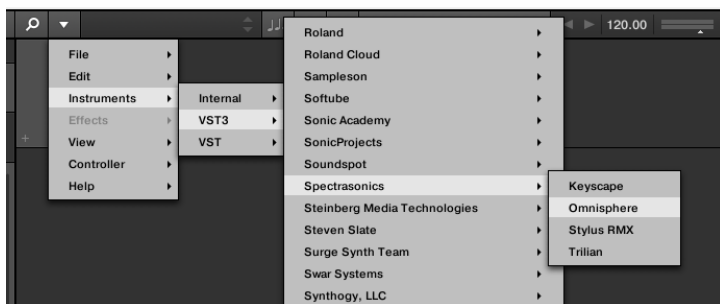 120.00
File
Edit
Instruments
Effects
View
Controller
Help
Internal
VST3
VST
Roland
Roland Cloud
Sampleson
Softube
Sonic Academy
SonicProjects
Soundspot
Spectrasonics
Steinberg Media Technologies
Steven Slate
Surge Synth Team
Swar Systems
Synthogy, LLC
Keyscape
Omnisphere
Stylus RMX
Trilian